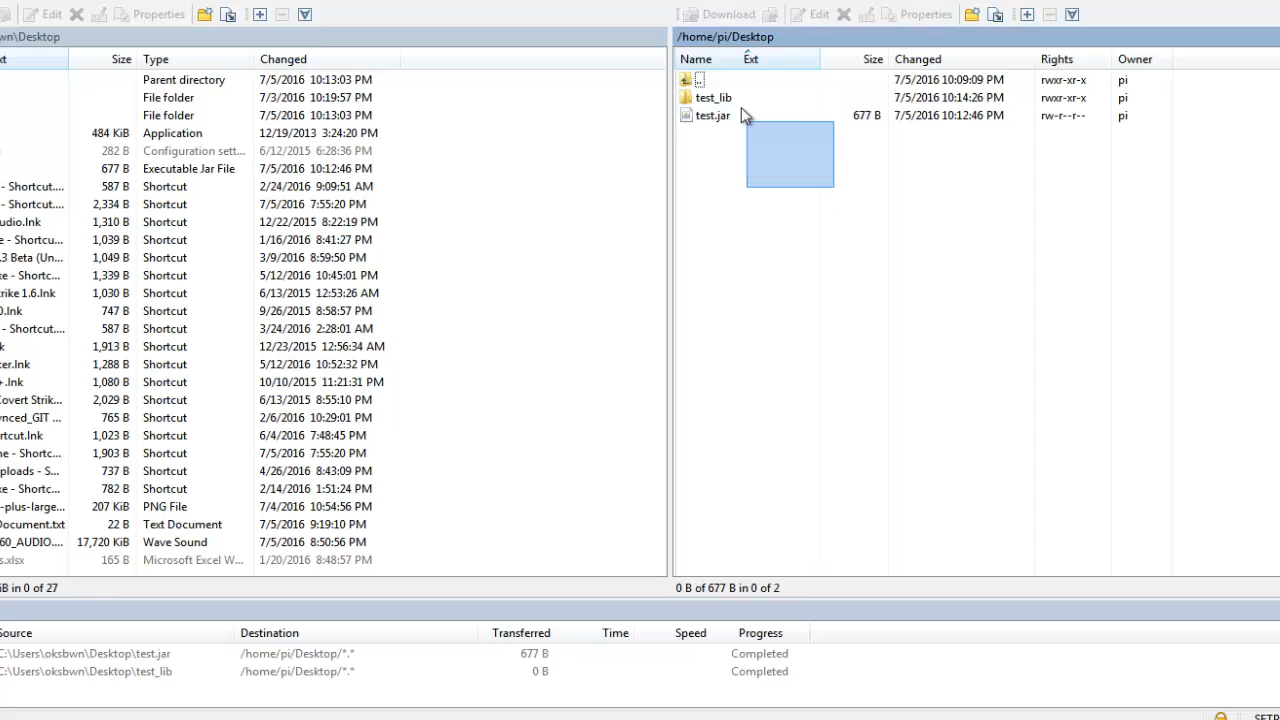 Edit Properties Download Edit Properties
wn\Desktop /home/pi/Desktop
xt Size Type Changed Name Ext Size Changed Rights Owner
Parent directory 7/5/2016 10:13:03 PM .. 7/5/2016 10:09:09 PM rwxr-xr-x pi
File folder 7/3/2016 10:19:57 PM test_lib 7/5/2016 10:14:26 PM rwxr-xr-x pi
File folder 7/5/2016 10:13:03 PM test.jar 677 B 7/5/2016 10:12:46 PM rw-r--r-- pi
484 KiB Application 12/19/2013 3:24:20 PM
282 B Configuration sett... 6/12/2015 6:28:36 PM
677 B Executable Jar File 7/5/2016 10:12:46 PM
- Shortcut.... 587 B Shortcut 2/24/2016 9:09:51 AM
- Shortcut.... 2,334 B Shortcut 7/5/2016 7:55:20 PM
udio.lnk 1,310 B Shortcut 12/22/2015 8:22:19 PM
e - Shortcu... 1,039 B Shortcut 1/16/2016 8:41:27 PM
.3 Beta (Un... 1,049 B Shortcut 3/9/2016 8:59:50 PM
xe - Shortc... 1,339 B Shortcut 5/12/2016 10:45:01 PM
rike 1.6.lnk 1,030 B Shortcut 6/13/2015 12:53:26 AM
0.lnk 747 B Shortcut 9/26/2015 8:58:57 PM
- Shortcut.... 587 B Shortcut 3/24/2016 2:28:01 AM
k 1,913 B Shortcut 12/23/2015 12:56:34 AM
er.lnk 1,288 B Shortcut 5/12/2016 10:52:32 PM
+.lnk 1,080 B Shortcut 10/10/2015 11:21:31 PM
Covert Strik... 2,029 B Shortcut 6/13/2015 8:55:10 PM
nced_GIT ... 765 B Shortcut 2/6/2016 10:29:01 PM
rtcut.lnk 1,023 B Shortcut 6/4/2016 7:48:45 PM
ne - Shortc... 1,903 B Shortcut 7/5/2016 7:55:20 PM
ploads - S... 737 B Shortcut 4/26/2016 8:43:09 PM
xe - Shortc... 782 B Shortcut 2/14/2016 1:51:24 PM
-plus-large... 207 KiB PNG File 7/4/2016 10:54:56 PM
Document.txt 22 B Text Document 7/5/2016 9:19:10 PM
60_AUDIO.... 17,720 KiB Wave Sound 7/5/2016 8:50:56 PM
s.xlsx 165 B Microsoft Excel W... 1/20/2016 8:48:57 PM
iB in 0 of 27 0 B of 677 B in 0 of 2
Source Destination Transferred Time Speed Progress
C:\Users\oksbwn\Desktop\test.jar /home/pi/Desktop/*.* 677 B Completed
C:\Users\oksbwn\Desktop\test_lib /home/pi/Desktop/*.* 0 B Completed